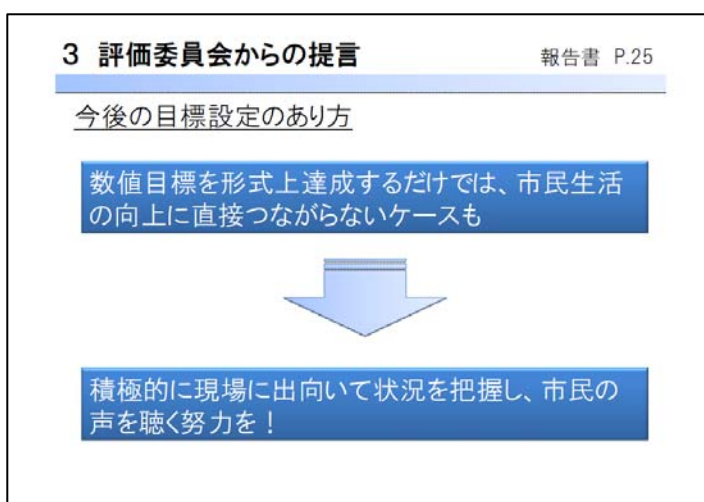 3 評価委員会からの提言 報告書 P.25
今後の目標設定のあり方
数値目標を形式上達成するだけでは、市民生活
の向上に直接つながらないケースも
積極的に現場に出向いて状況を把握し、市民の
声を聴く努力を！